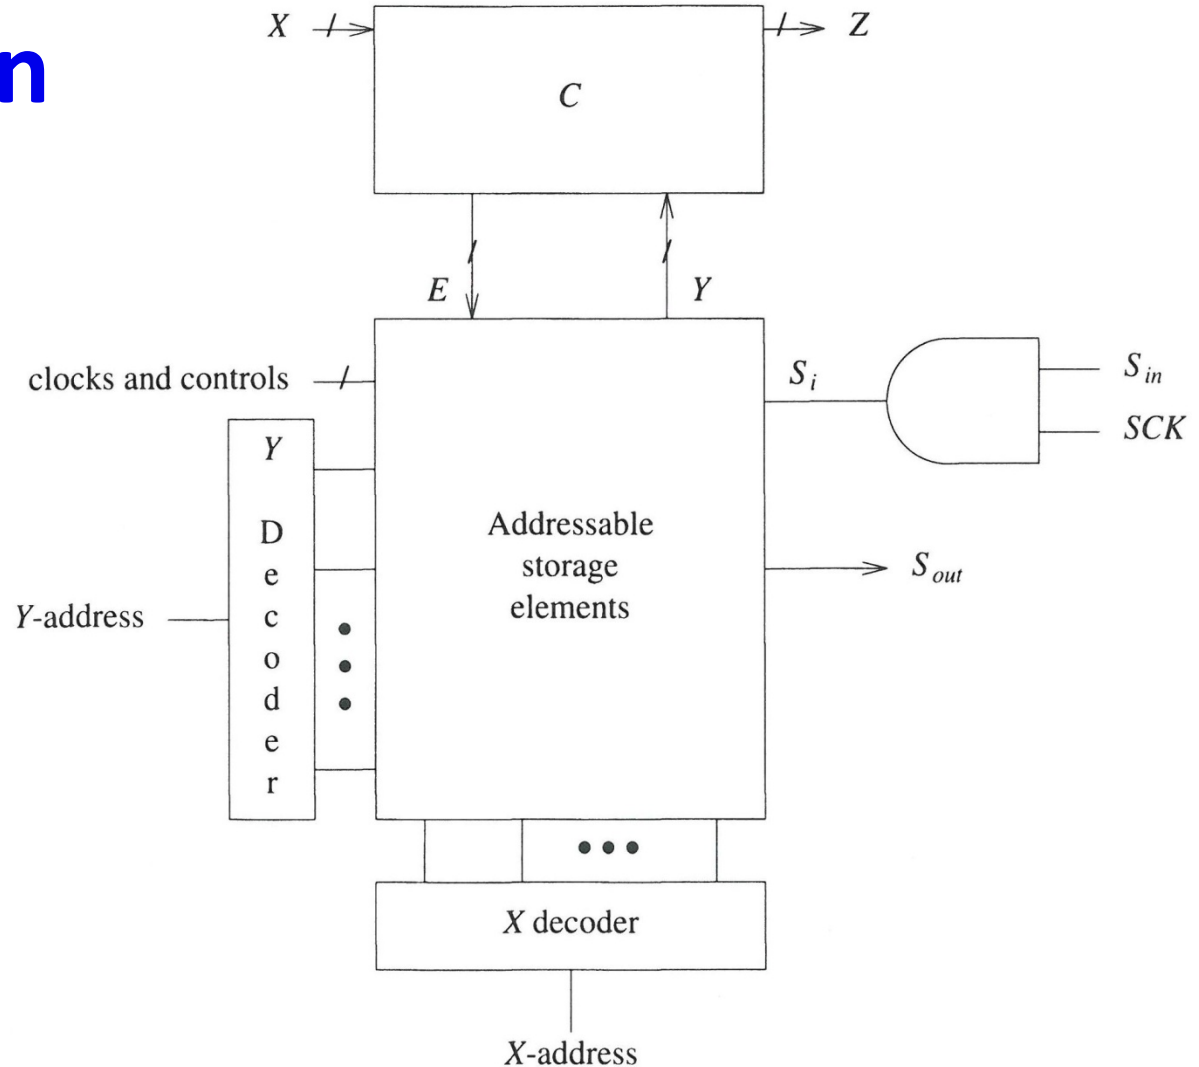 n
X
Z
C
E
Y
clocks and controls
S_i
S_in
SCK
Y
D
e
c
o
d
e
r
Addressable
storage
elements
S_out
Y-address
X decoder
X-address